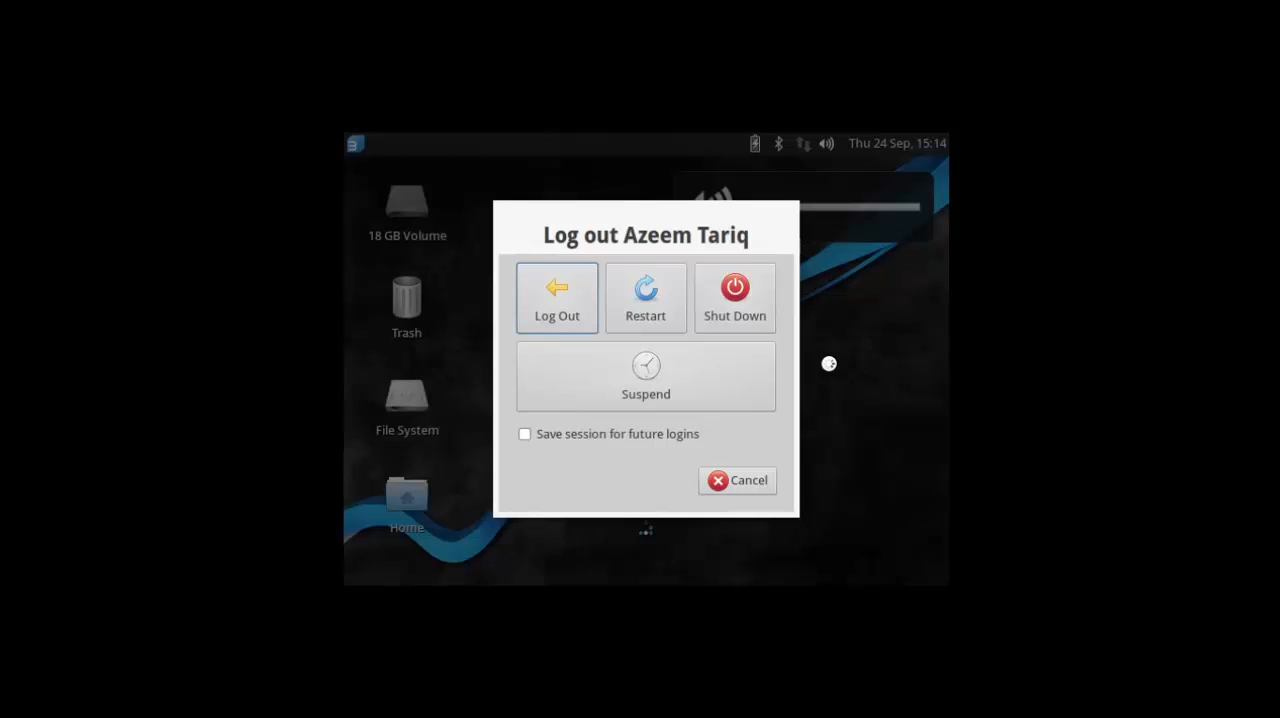 Thu 24 Sep, 15:14
18 GB Volume
Trash
File System
Home
Log out Azeem Tariq
Log Out
Restart
Shut Down
Suspend
Save session for future logins
Cancel